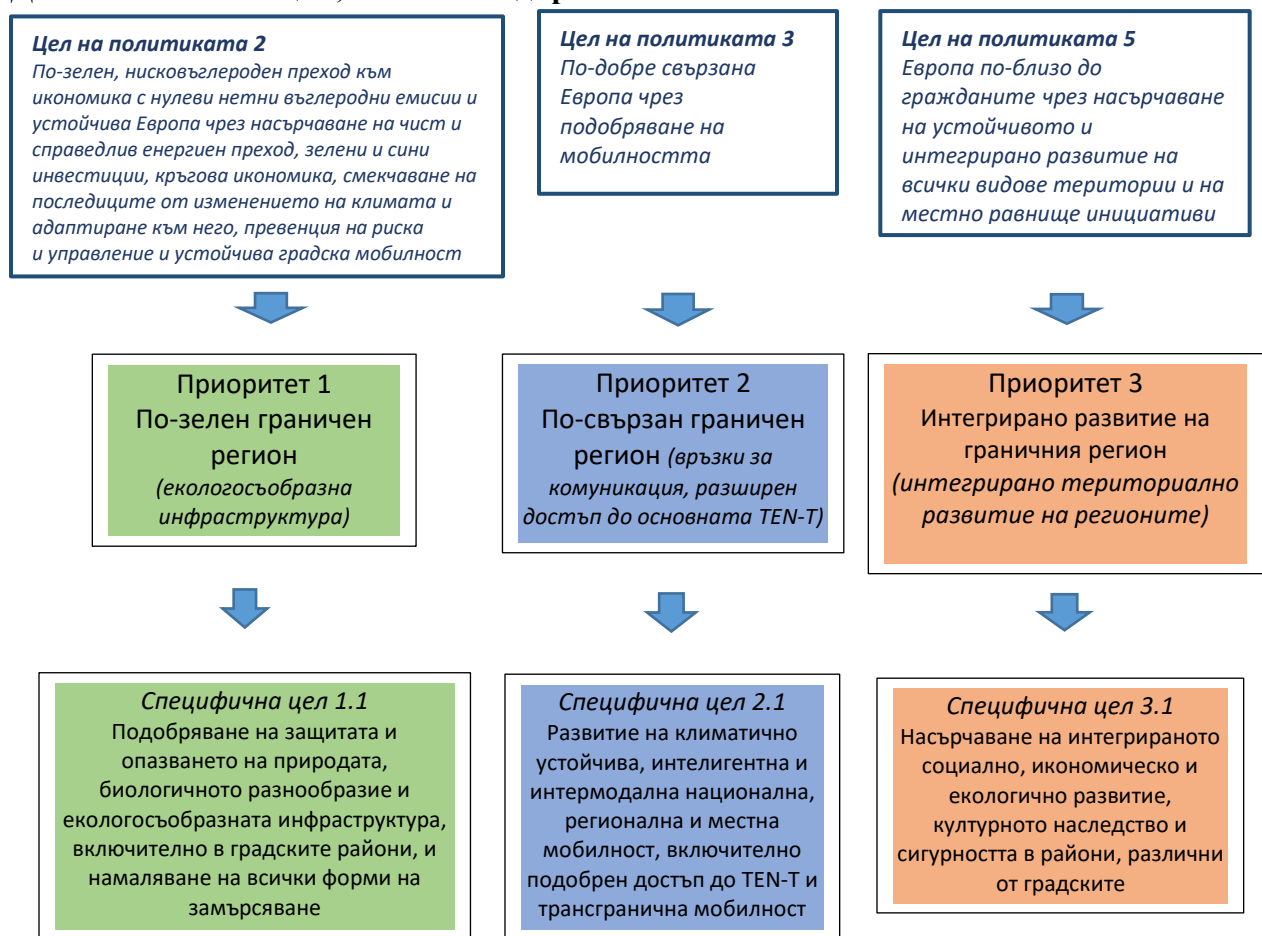 Цел на политиката 2
По-зелен, нисковъглероден преход към
икономика с нулеви нетни въглеродни емисии и
устойчива Европа чрез насърчаване на чист и
справедлив енергиен преход, зелени и сини
инвестиции, кръгова икономика, смекчаване на
последиците от изменението на климата и
адаптиране към него, превенция на риска
и управление и устойчива градска мобилност
Цел на политиката 3
По-добре свързана
Европа чрез
подобряване на
мобилността
Цел на политиката 5
Европа по-близо до
гражданите чрез насърчаване
на устойчивото и
интегрирано развитие на
всички видове територии и на
местно равнище инициативи
Приоритет 1
По-зелен граничен
регион
(екологосъобразна
инфраструктура)
Приоритет 2
По-свързан граничен
регион (връзки за
комуникация, разширен
достъп до основната TEN-T)
Приоритет 3
Интегрирано развитие на
граничния регион
(интегрирано териториално
развитие на регионите)
Специфична цел 1.1
Подобряване на защитата и
опазването на природата,
биологичното разнообразие и
екологосъобразната инфраструктура,
включително в градските райони, и
намаляване на всички форми на
замърсяване
Специфична цел 2.1
Развитие на климатично
устойчива, интелигентна и
интермодална национална,
регионална и местна
мобилност, включително
подобрен достъп до TEN-T и
трансгранична мобилност
Специфична цел 3.1
Насърчаване на интегрираното
социално, икономическо и
екологично развитие,
културното наследство и
сигурността в райони, различни
от градските